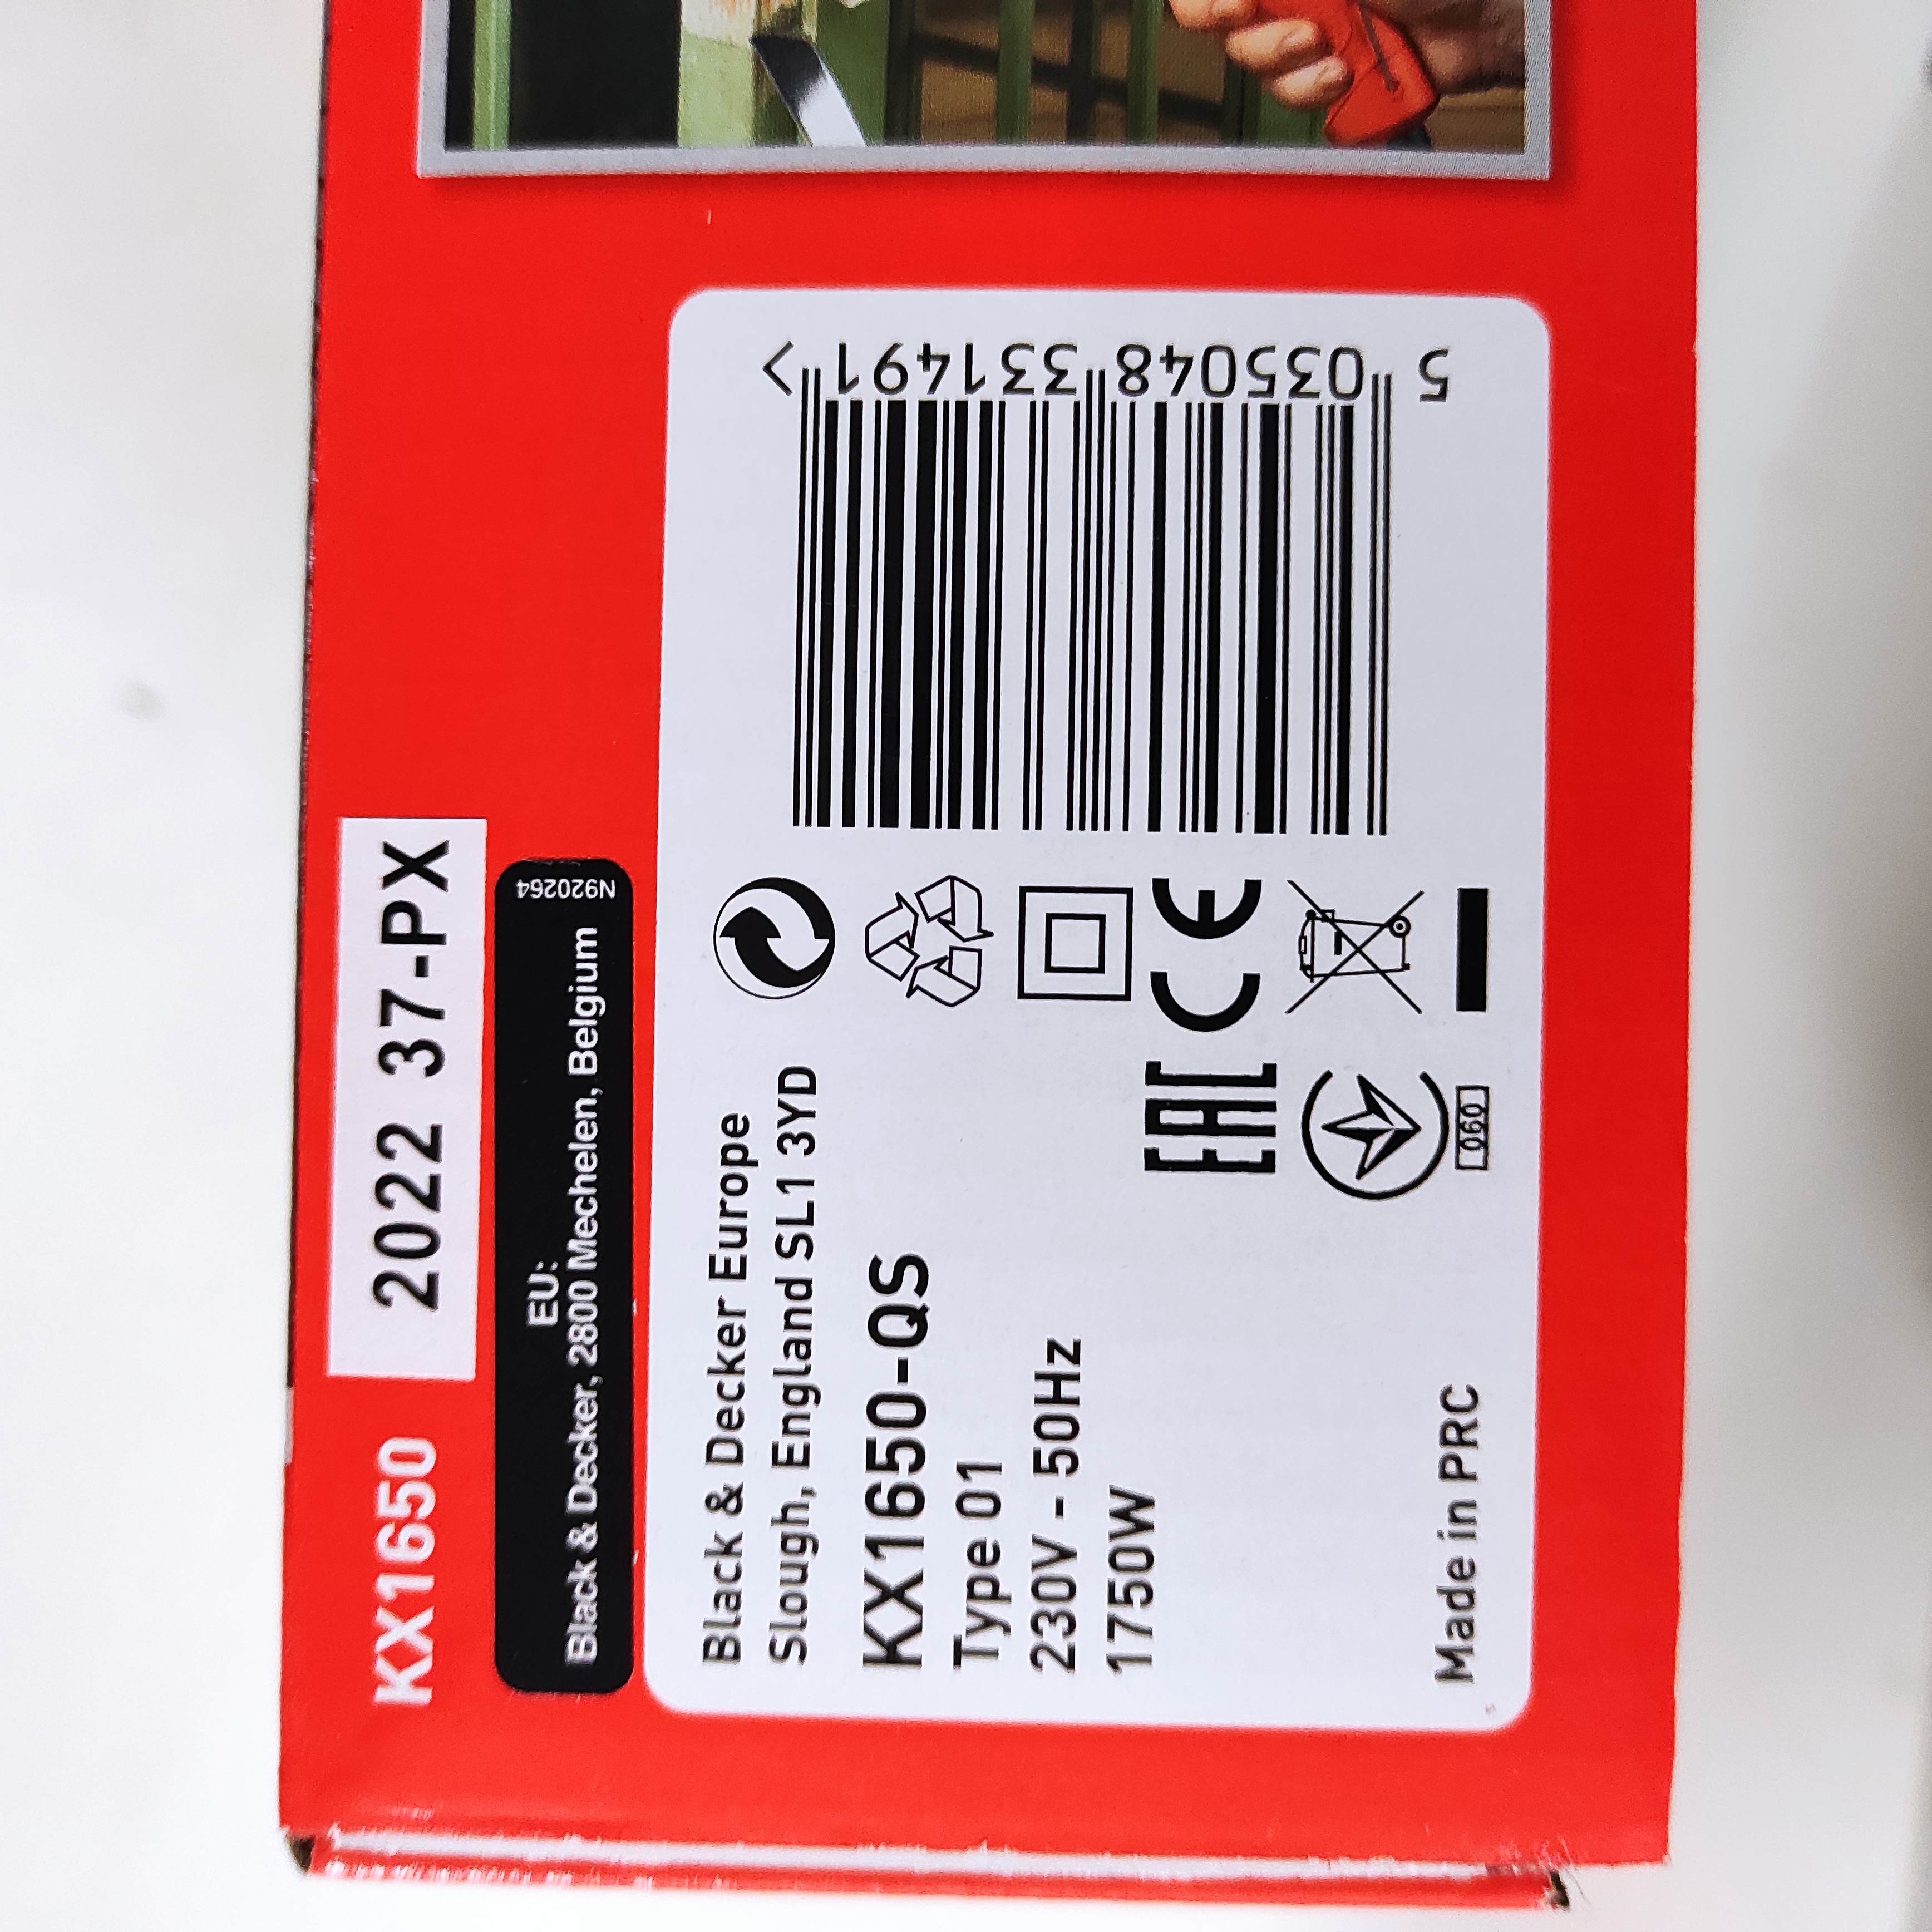 KX1650
2022 37-PX
EU:
Black & Decker, 2800 Mechelen, Belgium
N920264
Black & Decker Europe
Slough, England SL1 3YD
KX1650-QS
Type 01
230V - 50Hz
1750W
Made in PRC
EAC
CE
060
5 035048 331491 >